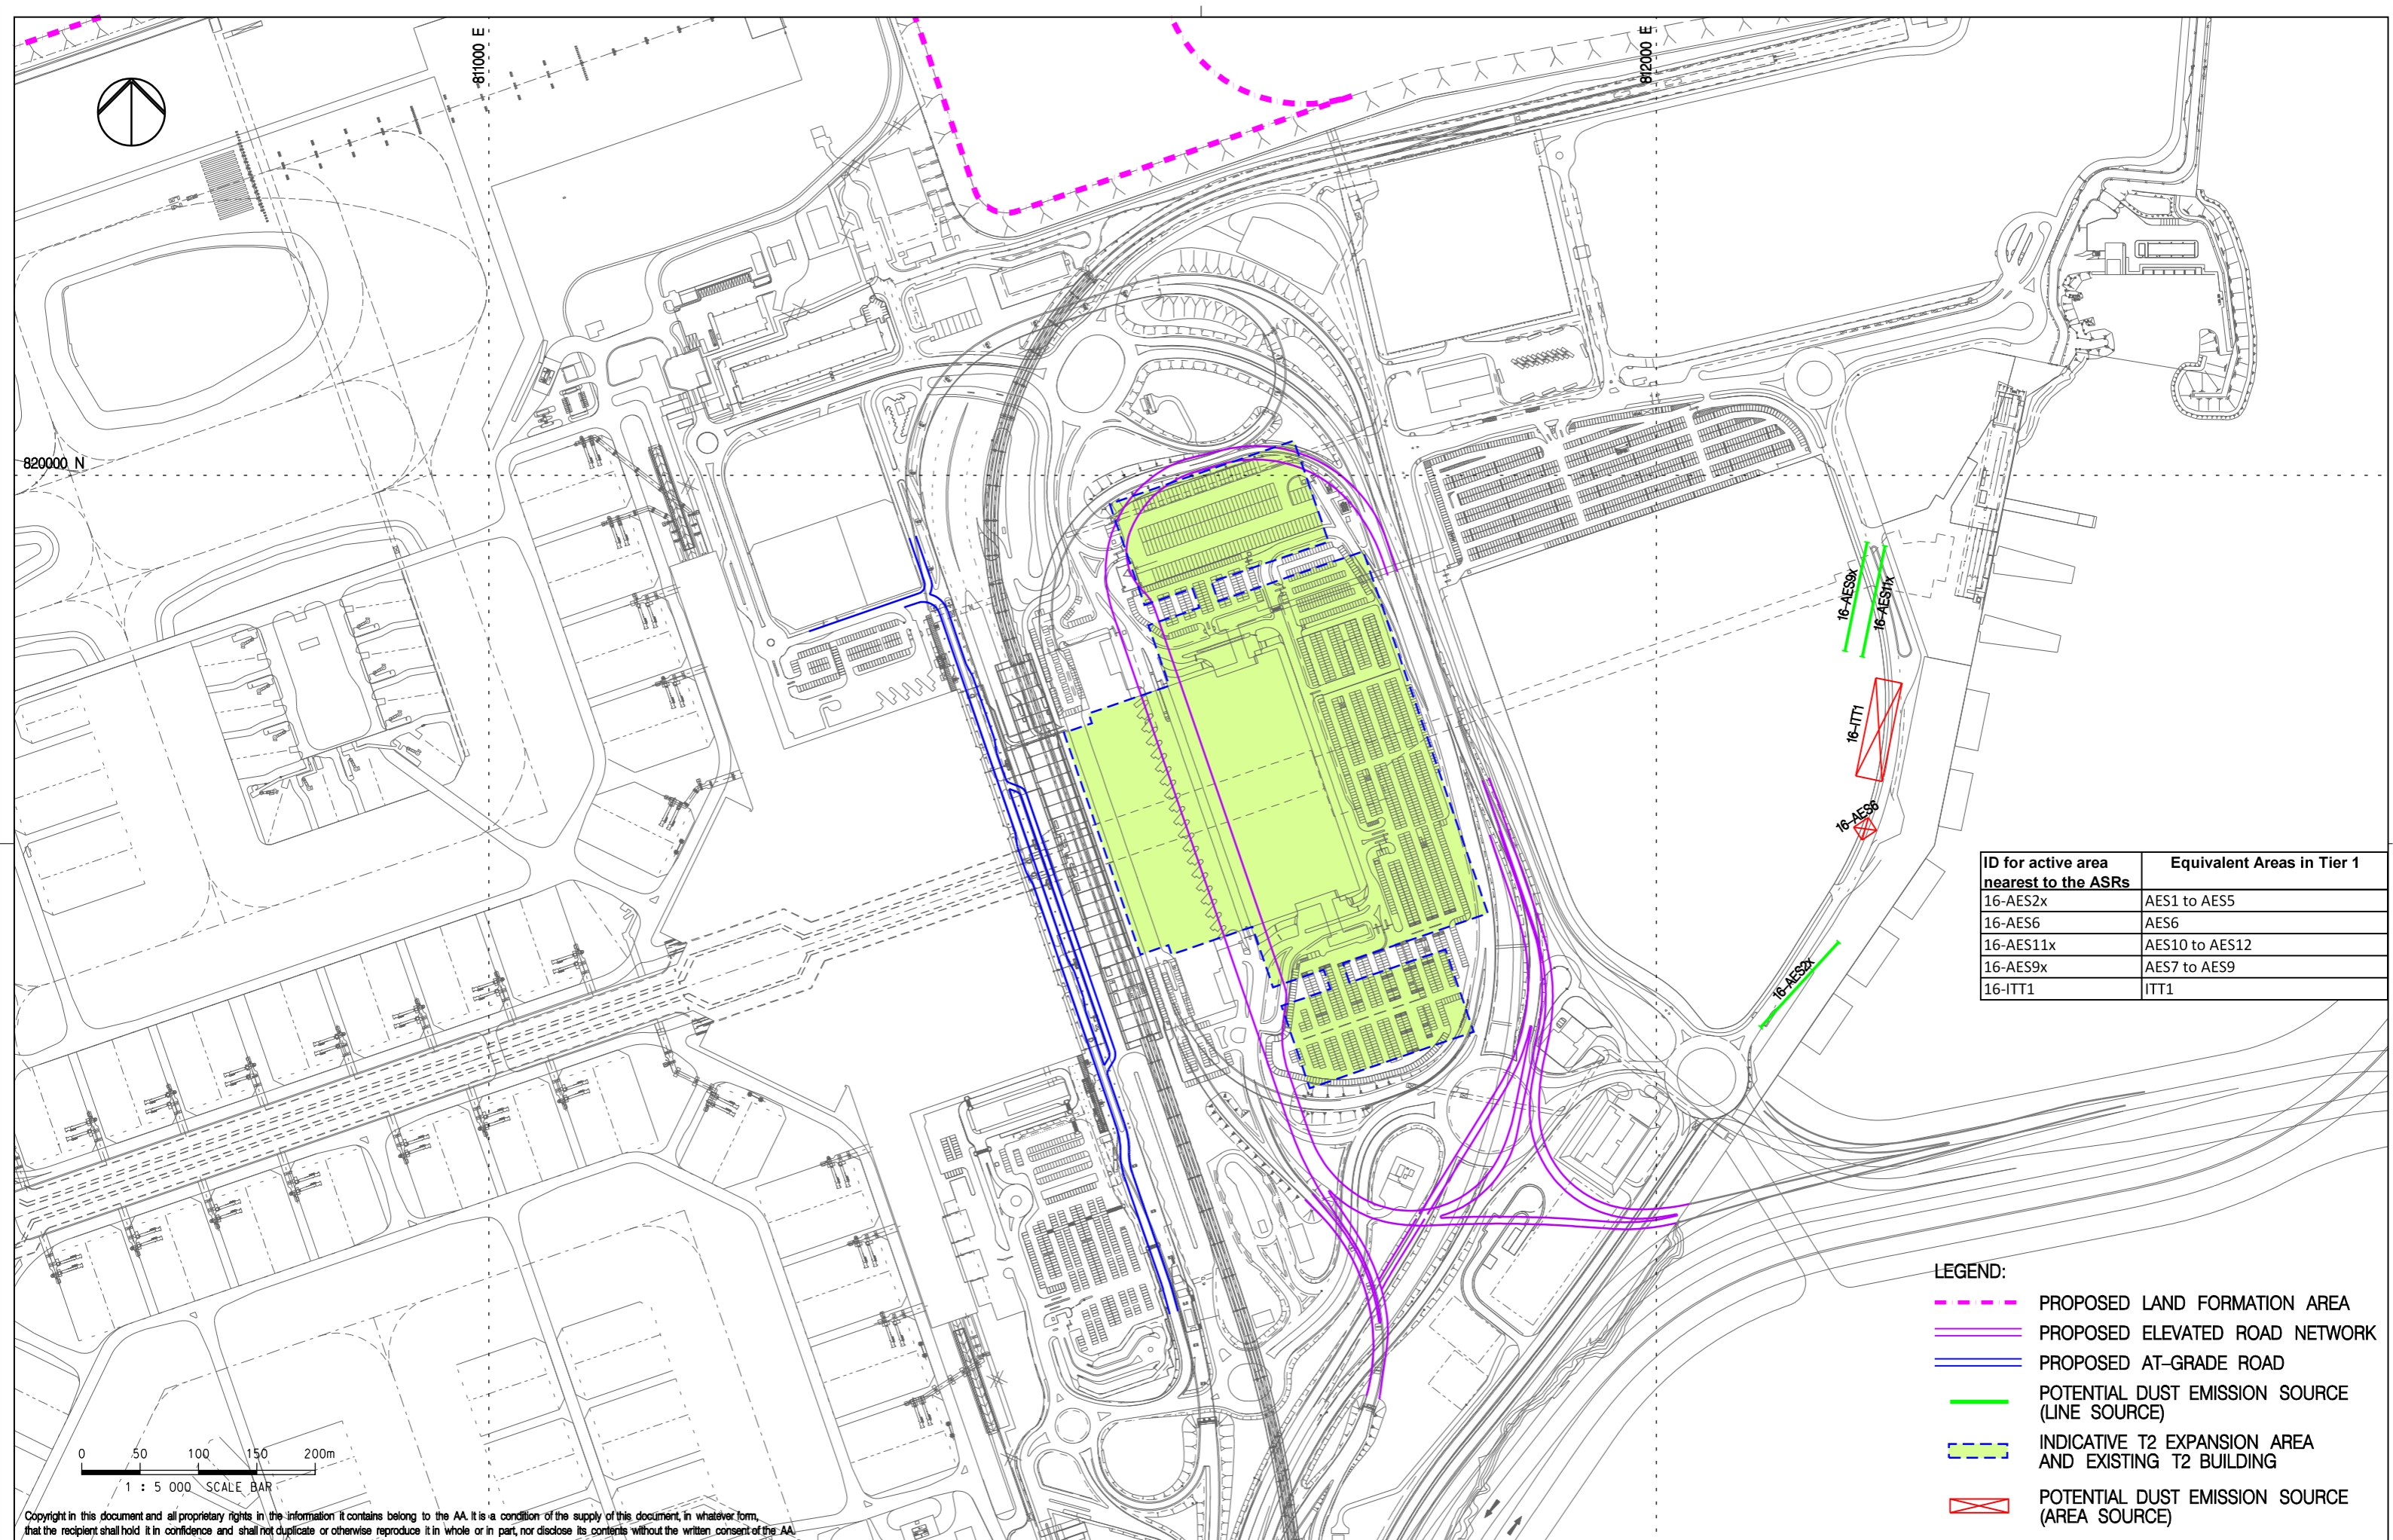 811000 E
812000 E
820000 N
16-AES9x
16-AES11x
16-ITT1
16-AES6
16-AES2x
ID for active area nearest to the ASRs
Equivalent Areas in Tier 1
16-AES2x AES1 to AES5
16-AES6 AES6
16-AES11x AES10 to AES12
16-AES9x AES7 to AES9
16-ITT1 ITT1
LEGEND:
PROPOSED LAND FORMATION AREA
PROPOSED ELEVATED ROAD NETWORK
PROPOSED AT-GRADE ROAD
POTENTIAL DUST EMISSION SOURCE
(LINE SOURCE)
INDICATIVE T2 EXPANSION AREA
AND EXISTING T2 BUILDING
POTENTIAL DUST EMISSION SOURCE
(AREA SOURCE)
0 50 100 150 200m
1 : 5 000 SCALE BAR
Copyright in this document and all proprietary rights in the information it contains belong to the AA. It is a condition of the supply of this document, in whatever form,
that the recipient shall hold it in confidence and shall not duplicate or otherwise reproduce it in whole or in part, nor disclose its contents without the written consent of the AA.